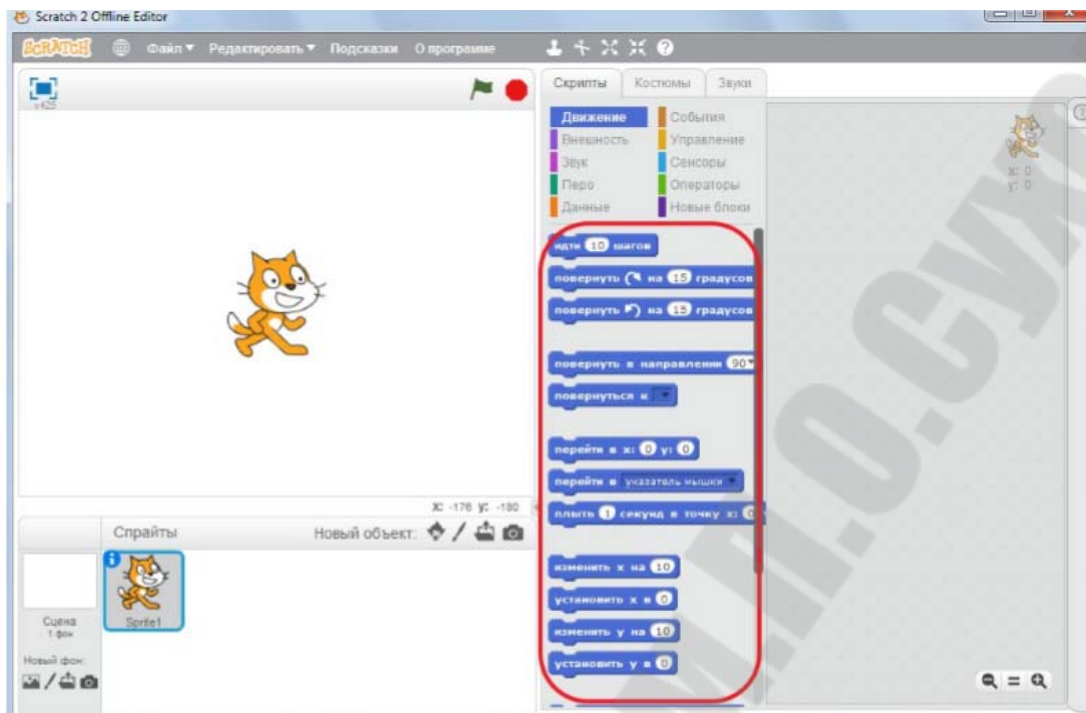 Scratch 2 Offline Editor
SCRATCH Файл Редактировать Подсказки О программе
v425
Скрипты Костюмы Звуки
Движение События
Внешность Управление
Звук Сенсоры
Перо Операторы
Данные Новые блоки
x: 0
y: 0
идти 10 шагов
повернуть на 15 градусов
повернуть на 15 градусов
повернуть в направлении 90
повернуться к
перейти в x: 0 y: 0
перейти в указатель мышки
плыть 1 секунд в точку x: 0
изменить x на 10
установить x в 0
изменить y на 10
установить y в 0
X: -176 y: -180
Спрайты Новый объект:
Sprite1
Сцена
1 фон
Новый фон: